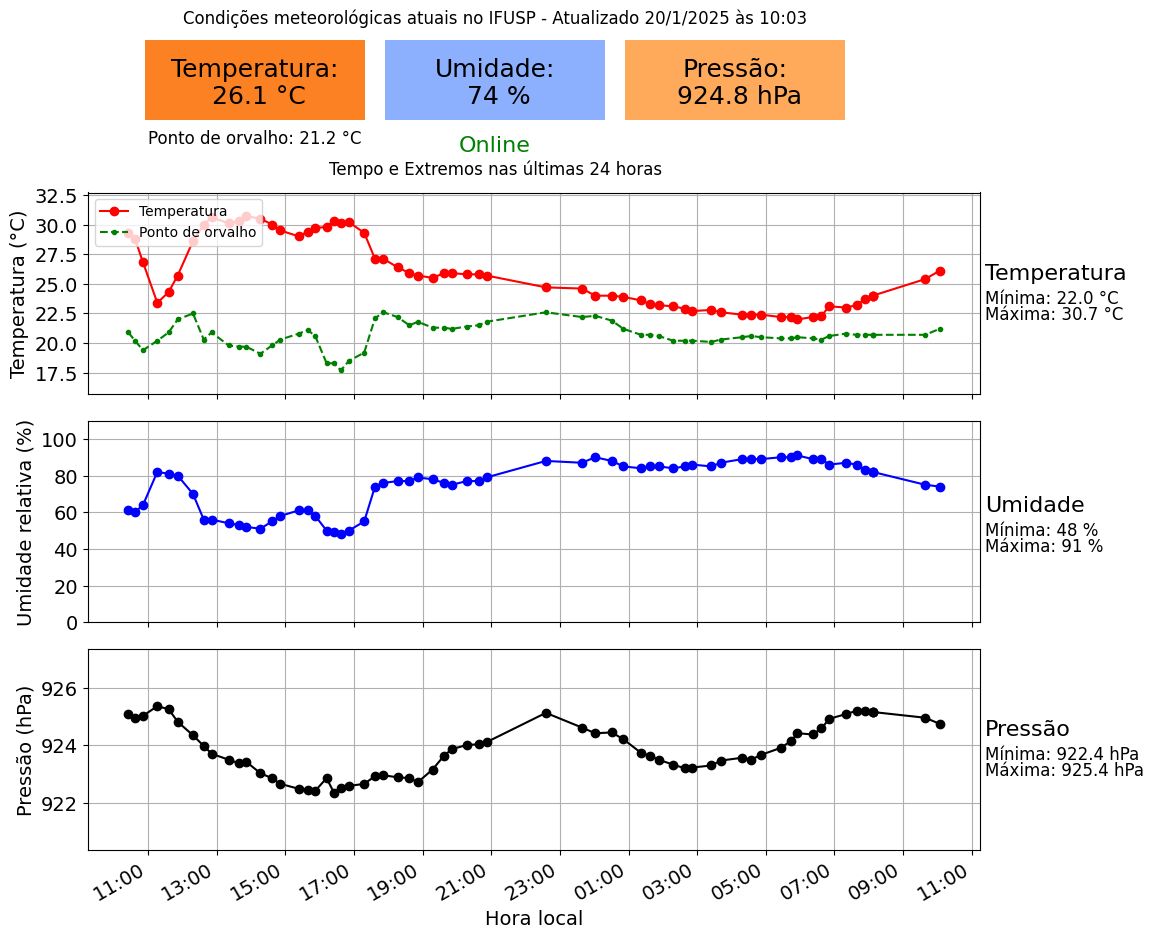 Condições meteorológicas atuais no IFUSP - Atualizado 20/1/2025 às 10:03
Temperatura:
26.1 °C
Umidade:
74 %
Pressão:
924.8 hPa
Ponto de orvalho: 21.2 °C
Online
Tempo e Extremos nas últimas 24 horas
Temperatura (°C)
32.5
30.0
27.5
25.0
22.5
20.0
17.5
Temperatura
Ponto de orvalho
Temperatura
Mínima: 22.0 °C
Máxima: 30.7 °C
Umidade relativa (%)
100
80
60
40
20
0
Umidade
Mínima: 48 %
Máxima: 91 %
Pressão (hPa)
926
924
922
Pressão
Mínima: 922.4 hPa
Máxima: 925.4 hPa
11:00
13:00
15:00
17:00
19:00
21:00
23:00
01:00
03:00
05:00
07:00
09:00
11:00
Hora local